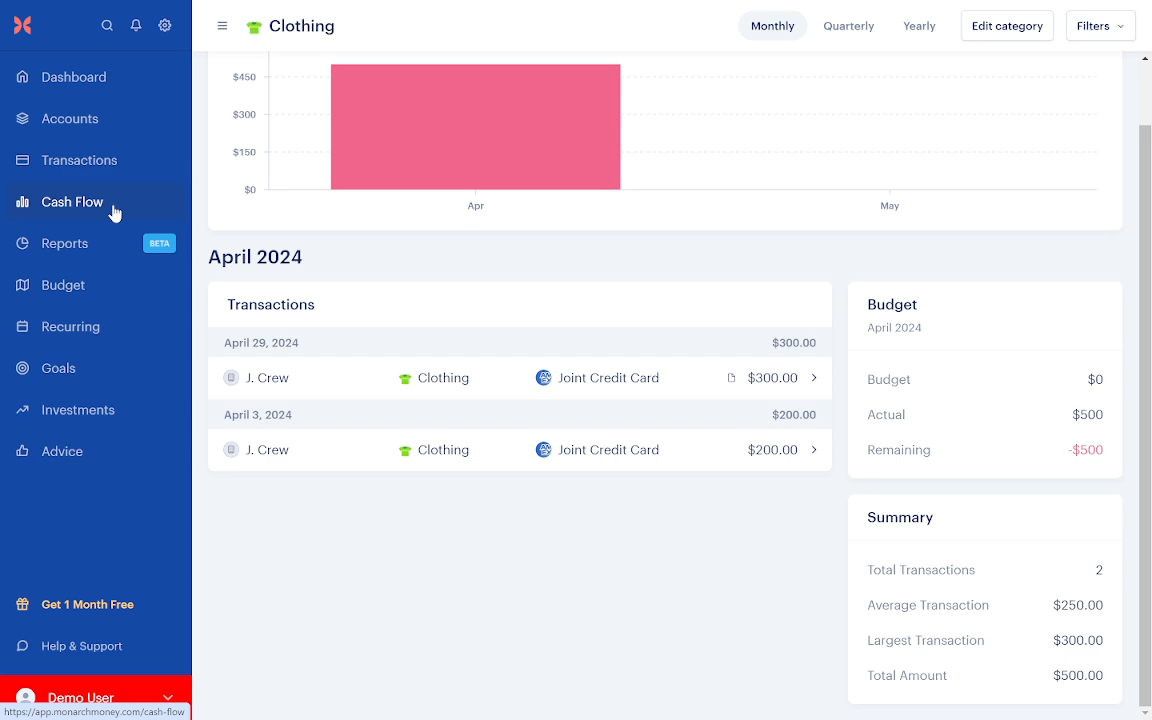 Clothing
Monthly
Quarterly
Yearly
Edit category
Filters
Dashboard
Accounts
Transactions
Cash Flow
Reports
BETA
Budget
Recurring
Goals
Investments
Advice
Get 1 Month Free
Help & Support
Demo User
https://app.monarchmoney.com/cash-flow
$450
$300
$150
$0
Apr
May
April 2024
Transactions
April 29, 2024 $300.00
J. Crew Clothing Joint Credit Card $300.00
April 3, 2024 $200.00
J. Crew Clothing Joint Credit Card $200.00
Budget
April 2024
Budget $0
Actual $500
Remaining -$500
Summary
Total Transactions 2
Average Transaction $250.00
Largest Transaction $300.00
Total Amount $500.00